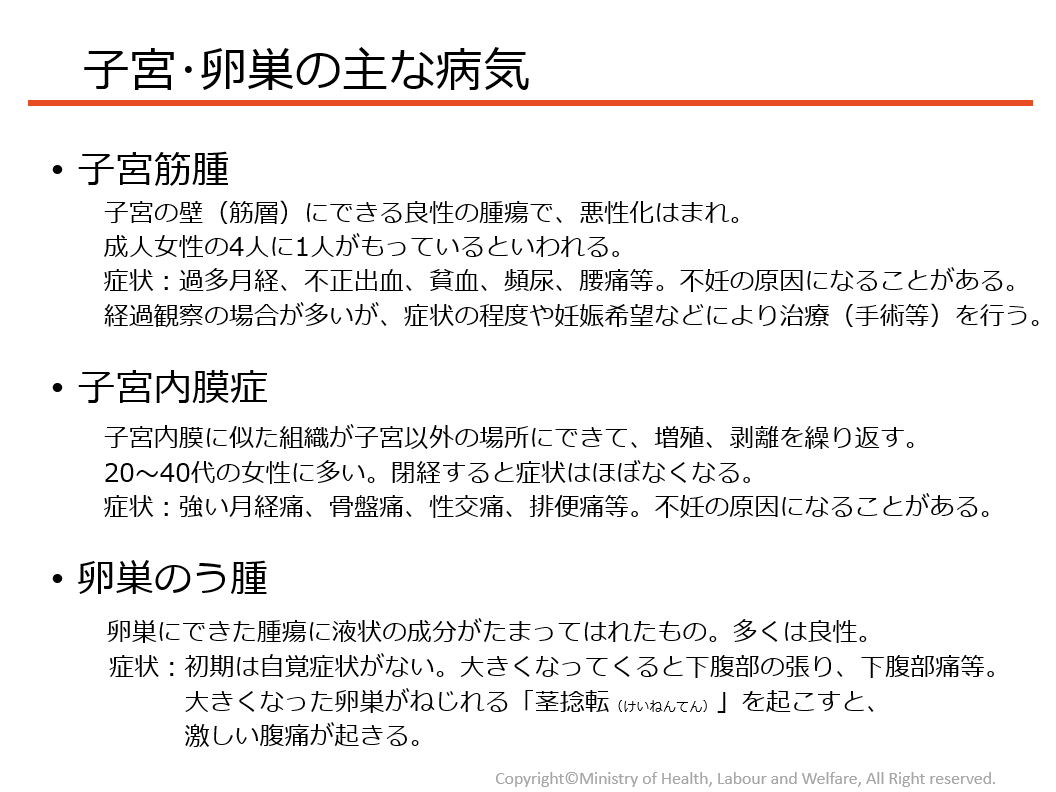 子宮･卵巣の主な病気
• 子宮筋腫
子宮の壁（筋層）にできる良性の腫瘍で、悪性化はまれ。
成人女性の4人に1人がもっているといわれる。
症状：過多月経、不正出血、貧血、頻尿、腰痛等。不妊の原因になることがある。
経過観察の場合が多いが、症状の程度や妊娠希望などにより治療（手術等）を行う。
• 子宮内膜症
子宮内膜に似た組織が子宮以外の場所にできて、増殖、剥離を繰り返す。
20～40代の女性に多い。閉経すると症状はほぼなくなる。
症状：強い月経痛、骨盤痛、性交痛、排便痛等。不妊の原因になることがある。
• 卵巣のう腫
卵巣にできた腫瘍に液状の成分がたまってはれたもの。多くは良性。
症状：初期は自覚症状がない。大きくなってくると下腹部の張り、下腹部痛等。
大きくなった卵巣がねじれる「茎捻転（けいねんてん）」を起こすと、
激しい腹痛が起きる。
Copyright©Ministry of Health, Labour and Welfare, All Right reserved.